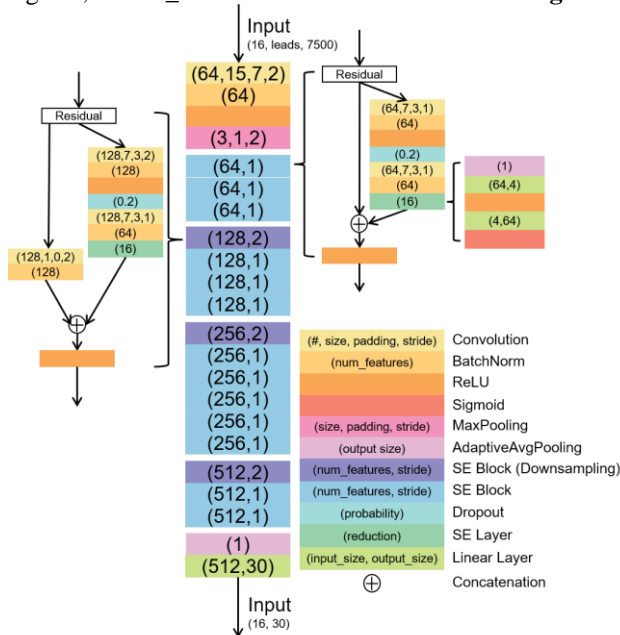 Input
(16, leads, 7500)
(64,15,7,2)
(64)
(3,1,2)
(64,1)
(64,1)
(64,1)
(128,2)
(128,1)
(128,1)
(128,1)
(256,2)
(256,1)
(256,1)
(256,1)
(256,1)
(256,1)
(512,2)
(512,1)
(512,1)
(1)
(512,30)
Input
(16, 30)
Residual
(128,7,3,2)
(128)
(0.2)
(128,7,3,1)
(64)
(16)
(128,1,0,2)
(128)
Residual
(64,7,3,1)
(64)
(0.2)
(64,7,3,1)
(64)
(16)
(1)
(64,4)
(4,64)
(#, size, padding, stride) Convolution
(num_features) BatchNorm
ReLU
Sigmoid
(size, padding, stride) MaxPooling
(output size) AdaptiveAvgPooling
(num_features, stride) SE Block (Downsampling)
(num_features, stride) SE Block
(probability) Dropout
(reduction) SE Layer
(input_size, output_size) Linear Layer
Concatenation